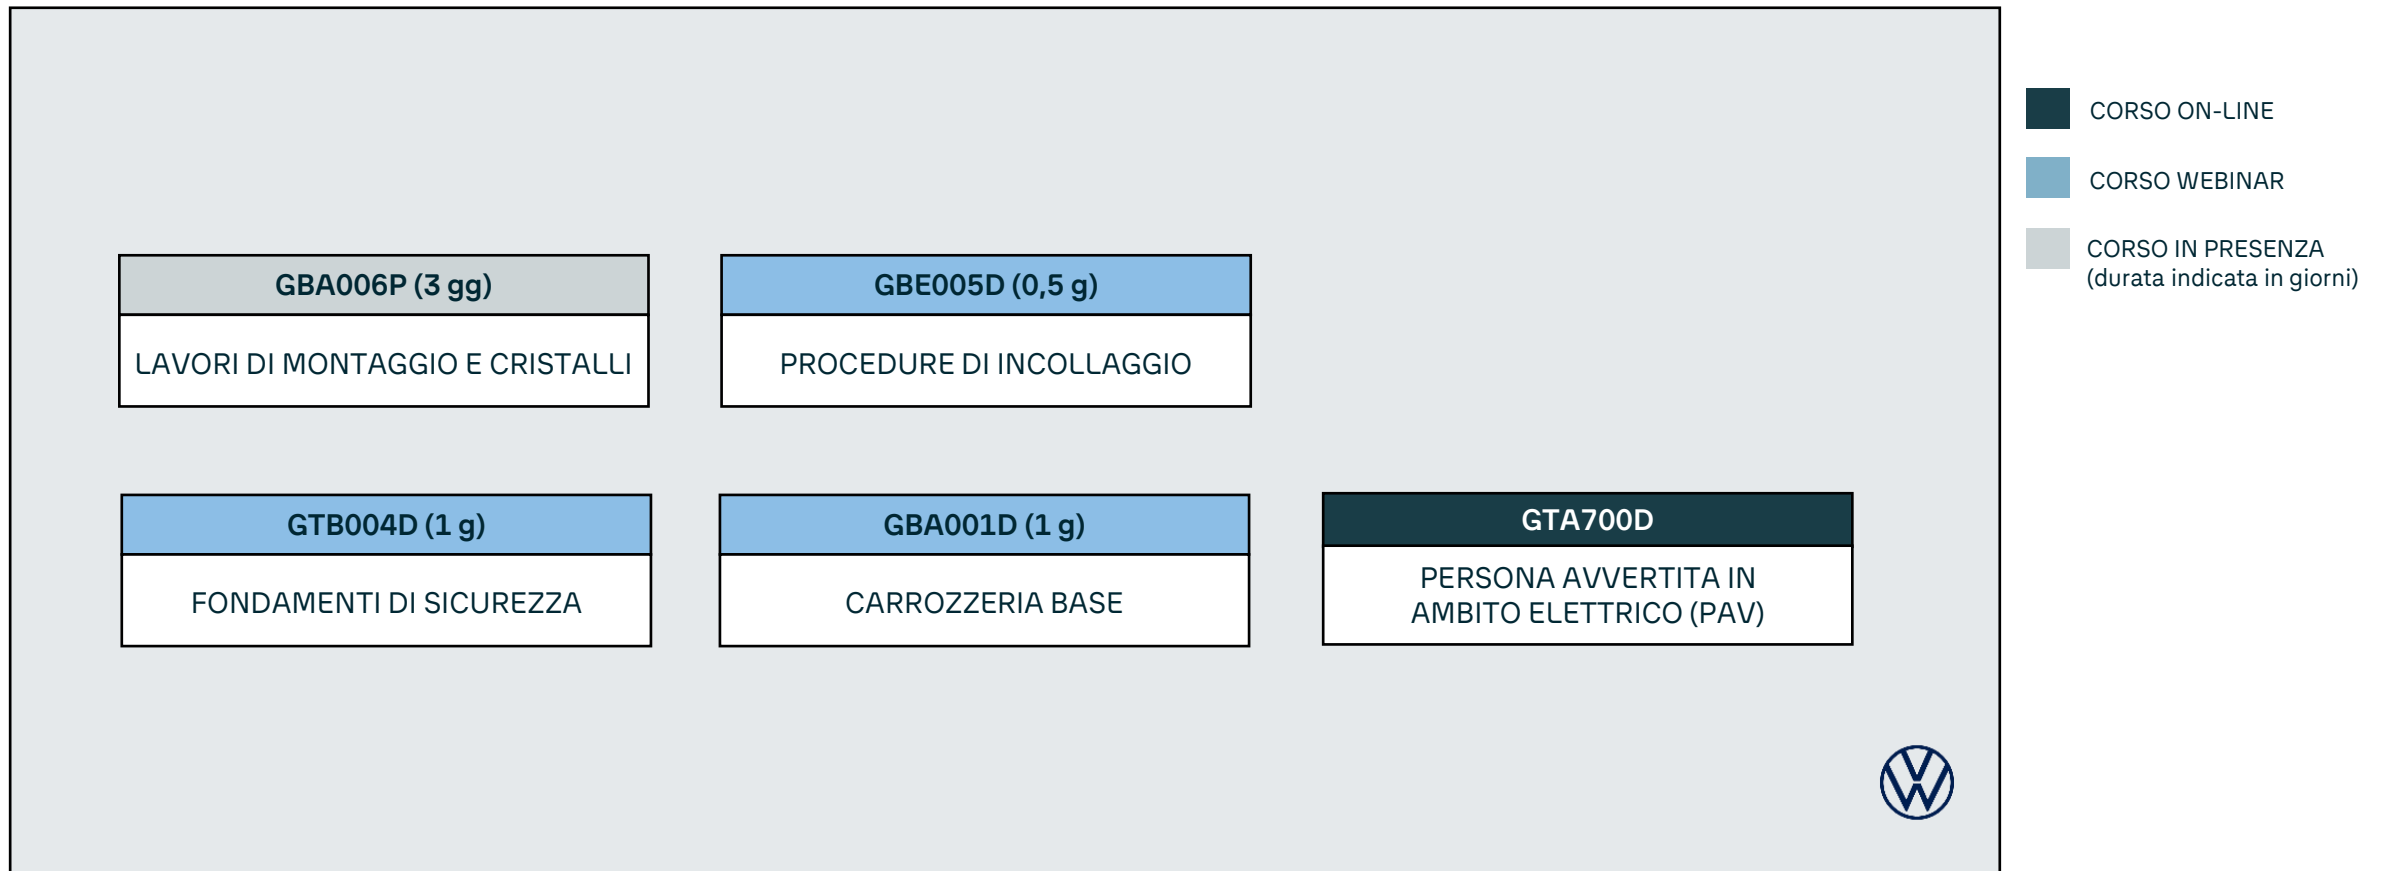 CORSO ON-LINE
CORSO WEBINAR
CORSO IN PRESENZA
(durata indicata in giorni)
GBA006P (3 gg)
LAVORI DI MONTAGGIO E CRISTALLI
GBE005D (0,5 g)
PROCEDURE DI INCOLLAGGIO
GTB004D (1 g)
FONDAMENTI DI SICUREZZA
GBA001D (1 g)
CARROZZERIA BASE
GTA700D
PERSONA AVVERTITA IN
AMBITO ELETTRICO (PAV)